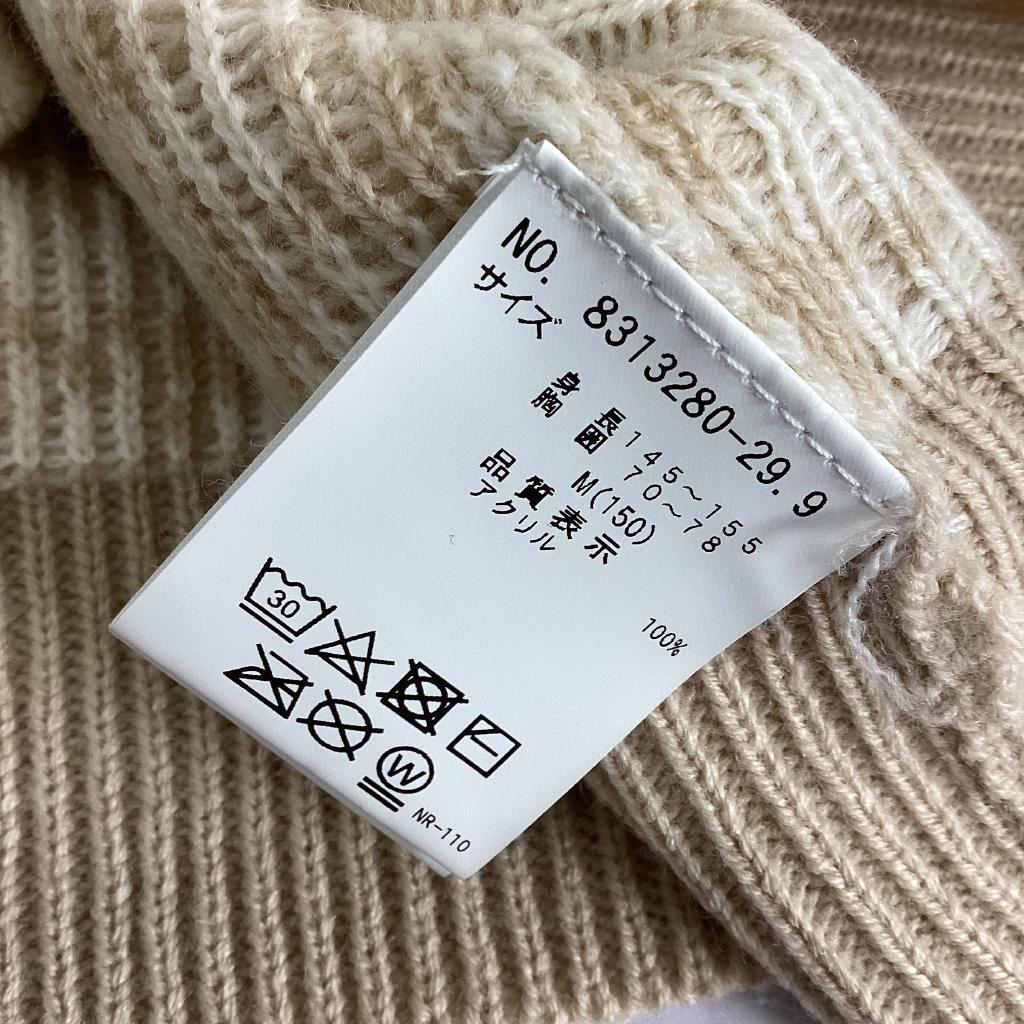 NO. 8313280-29.9
サイズ
身長 145～155
胸囲 70～78
M(150)
品質表示
アクリル 100%
30
W
NR-110